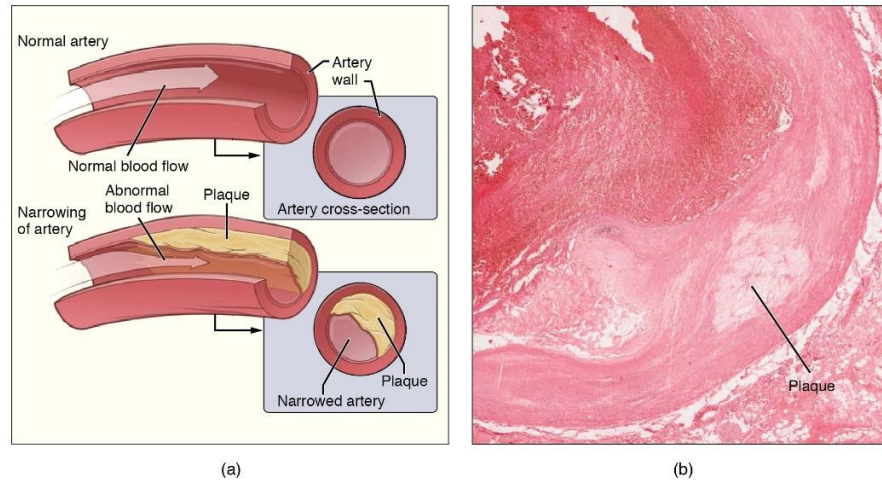 Normal artery
Artery
wall
Normal blood flow
Artery cross-section
Abnormal
blood flow
Plaque
Narrowing
of artery
Plaque
Narrowed artery
(a)
Plaque
(b)